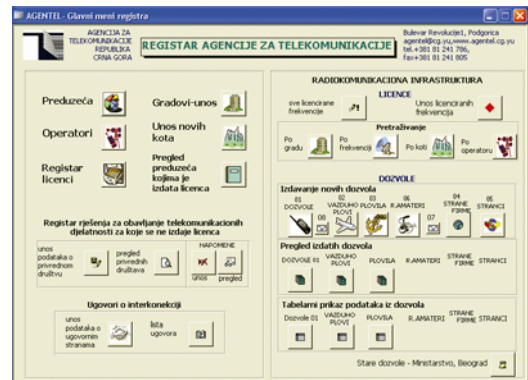 AGENTEL - Glavni meni registra
AGENCIJA ZA
TELEKOMUNIKACIJE
REPUBLIKA
CRNA GORA
REGISTAR AGENCIJE ZA TELEKOMUNIKACIJE
Bulevar Revolucije1, Podgorica
agentel@cg.yu,www.agentel.cg.yu
tel.+381 81 241 786,
fax+381 81 241 805
Preduzeća
Gradovi-unos
Operatori
Unos novih
kota
Registar
licenci
Pregled
preduzeća
kojima je
izdata licenca
Registar rješenja za obavljanje telekomunikacionih
djelatnosti za koje se ne izdaje licenca
unos
podataka o
privrednom
društvu
pregled
privrednih
društava
NAPOMENE
unos
pregled
Ugovori o interkonekciji
unos
podataka o
ugovornim
stranama
lista
ugovora
RADIOKOMUNIKACIONA INFRASTRUKTURA
LICENCE
sve licencirane
frekvencije
Unos licenciranih
frekvencija
Pretraživanje
Po
gradu
Po
frekvenciji
Po koti
Po
operatoru
DOZVOLE
Izdavanje novih dozvola
01
DOZVOLE
02
VAZDUHO
PLOVI
03
PLOVILA
06
R.AMATERI
04
STRANE
FIRME
05
STRANCI
08
07
Pregled izdatih dozvola
DOZVOLE 01
VAZDUHO
PLOVI
PLOVILA
R.AMATERI
STRANE
FIRME
STRANCI
Tabelarni prikaz podataka iz dozvola
Dozvole 01
VAZDUHO
PLOVI
PLOVILA
R.AMATERI
STRANE
FIRME
STRANCI
Stare dozvole - Ministarstvo, Beograd